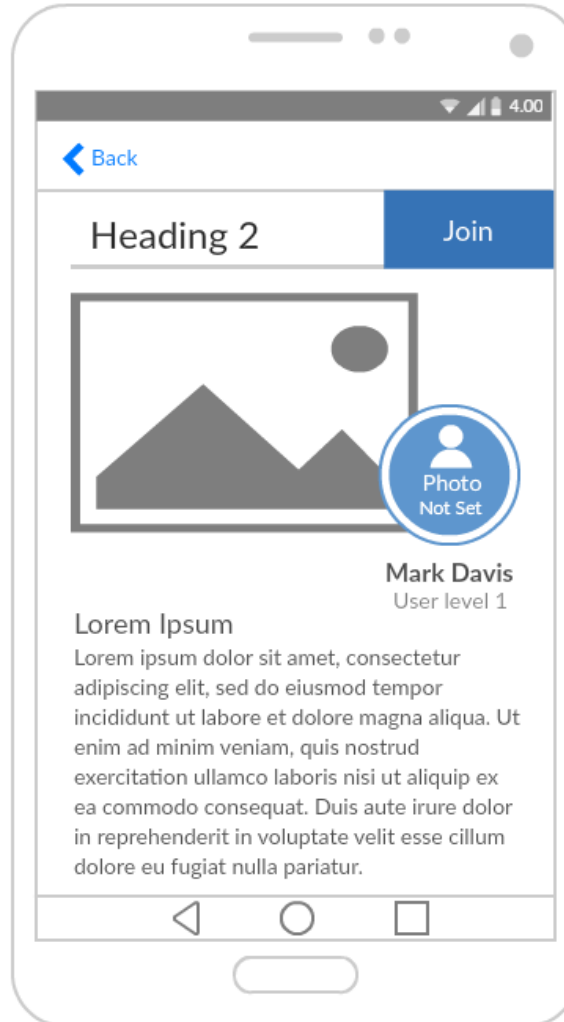 4.00
Back
Heading 2
Join
Photo
Not Set
Mark Davis
User level 1
Lorem Ipsum
Lorem ipsum dolor sit amet, consectetur
adipiscing elit, sed do eiusmod tempor
incididunt ut labore et dolore magna aliqua. Ut
enim ad minim veniam, quis nostrud
exercitation ullamco laboris nisi ut aliquip ex
ea commodo consequat. Duis aute irure dolor
in reprehenderit in voluptate velit esse cillum
dolore eu fugiat nulla pariatur.